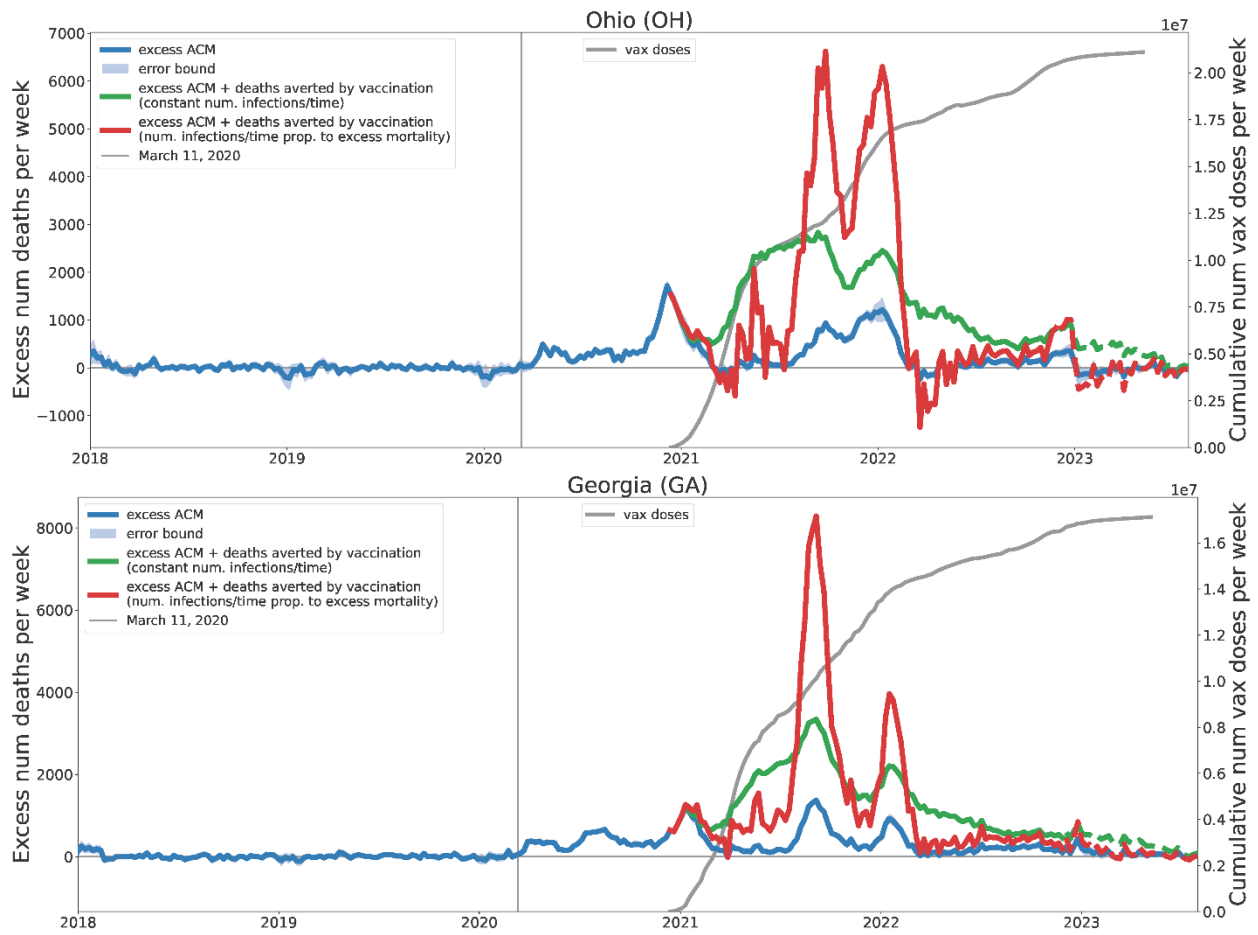 Ohio (OH)
1e7
7000
6000
5000
4000
3000
2000
1000
0
−1000
Excess num deaths per week
excess ACM
error bound
excess ACM + deaths averted by vaccination
(constant num. infections/time)
excess ACM + deaths averted by vaccination
(num. infections/time prop. to excess mortality)
March 11, 2020
vax doses
2.00
1.75
1.50
1.25
1.00
0.75
0.50
0.25
0.00
Cumulative num vax doses per week
2018
2019
2020
2021
2022
2023
Georgia (GA)
1e7
8000
6000
4000
2000
0
Excess num deaths per week
excess ACM
error bound
excess ACM + deaths averted by vaccination
(constant num. infections/time)
excess ACM + deaths averted by vaccination
(num. infections/time prop. to excess mortality)
March 11, 2020
vax doses
1.6
1.4
1.2
1.0
0.8
0.6
0.4
0.2
0.0
Cumulative num vax doses per week
2018
2019
2020
2021
2022
2023